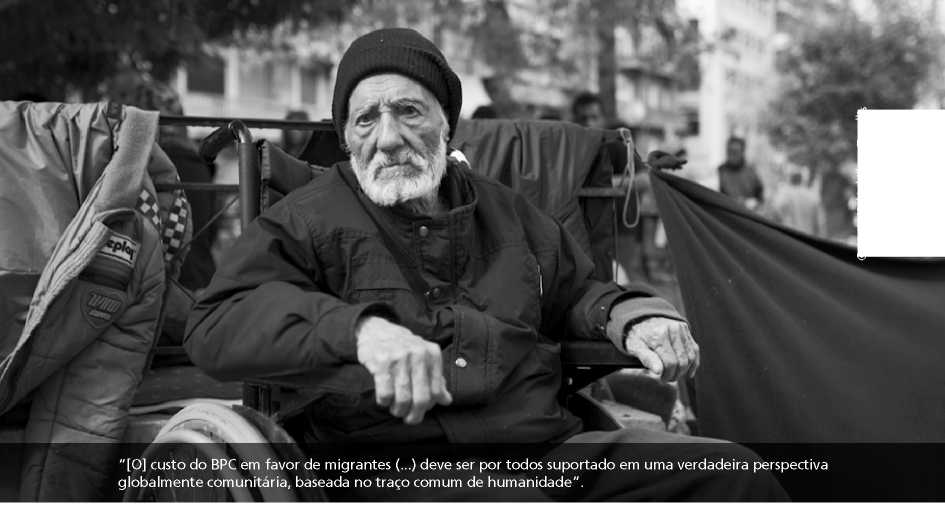 eplay
"[O] custo do BPC em favor de migrantes (...) deve ser por todos suportado em uma verdadeira perspectiva
globalmente comunitária, baseada no traço comum de humanidade".